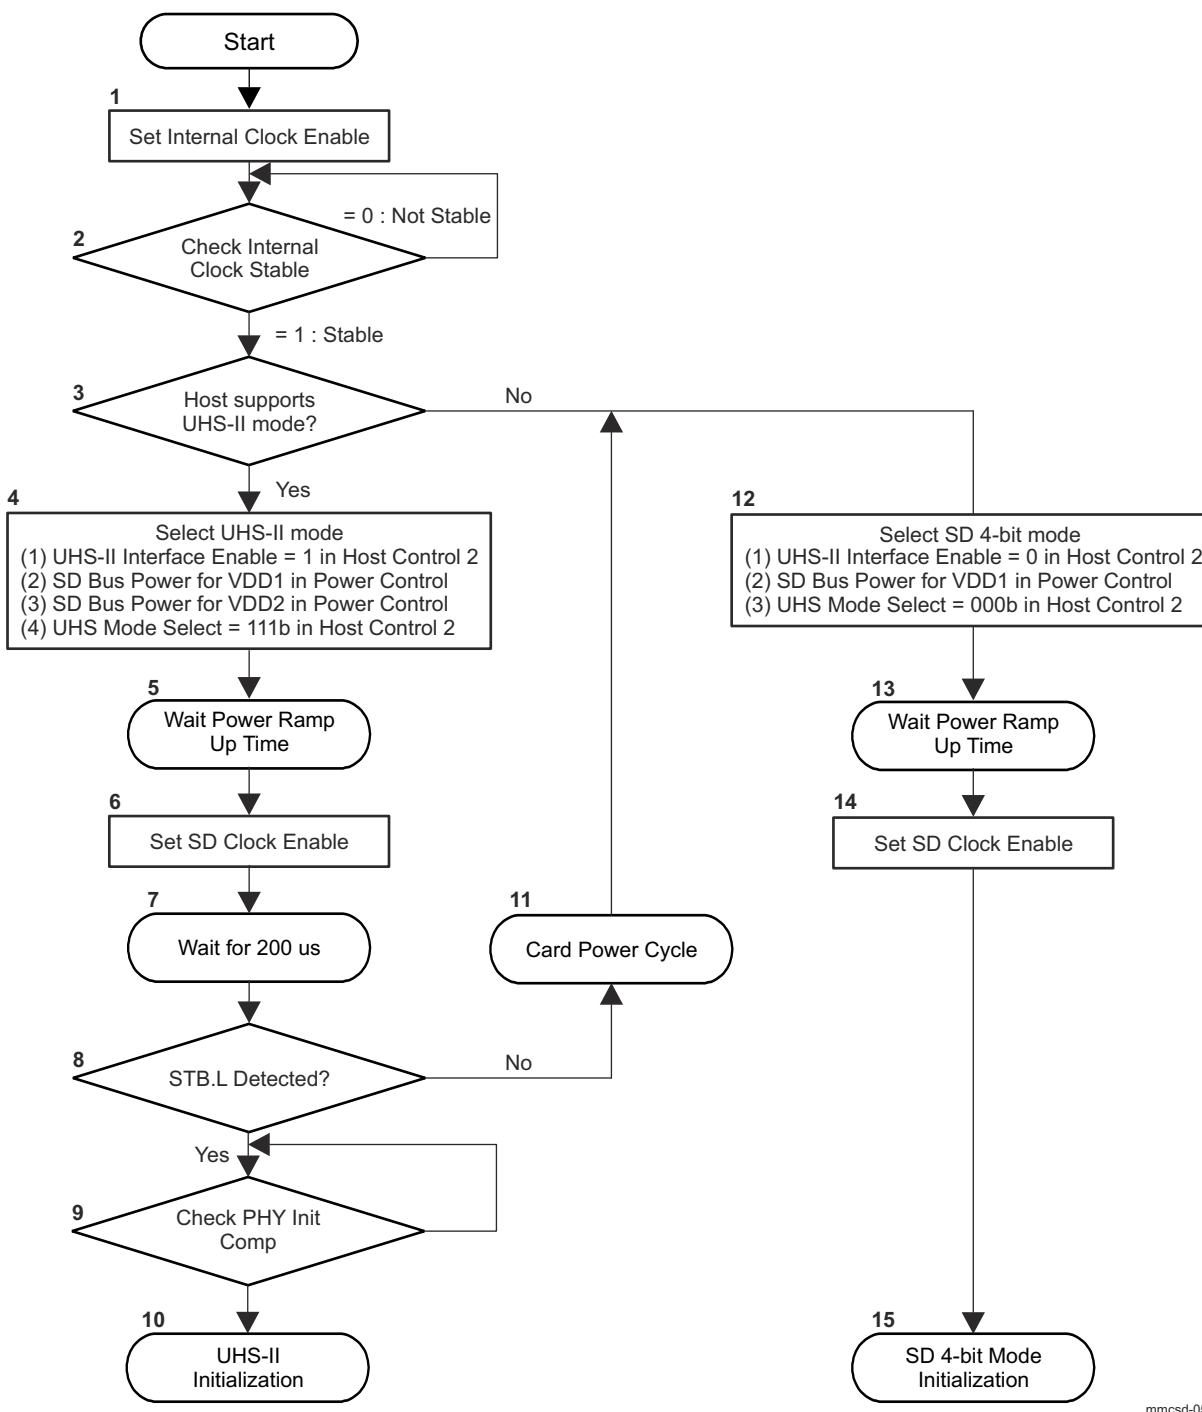 Start
1
Set Internal Clock Enable
= 0 : Not Stable
2
Check Internal
Clock Stable
= 1 : Stable
3
Host supports
UHS-II mode?
No
Yes
4
Select UHS-II mode
(1) UHS-II Interface Enable = 1 in Host Control 2
(2) SD Bus Power for VDD1 in Power Control
(3) SD Bus Power for VDD2 in Power Control
(4) UHS Mode Select = 111b in Host Control 2
12
Select SD 4-bit mode
(1) UHS-II Interface Enable = 0 in Host Control 2
(2) SD Bus Power for VDD1 in Power Control
(3) UHS Mode Select = 000b in Host Control 2
5
Wait Power Ramp
Up Time
13
Wait Power Ramp
Up Time
6
Set SD Clock Enable
14
Set SD Clock Enable
7
Wait for 200 us
11
Card Power Cycle
8
STB.L Detected?
No
Yes
9
Check PHY Init
Comp
10
UHS-II
Initialization
15
SD 4-bit Mode
Initialization